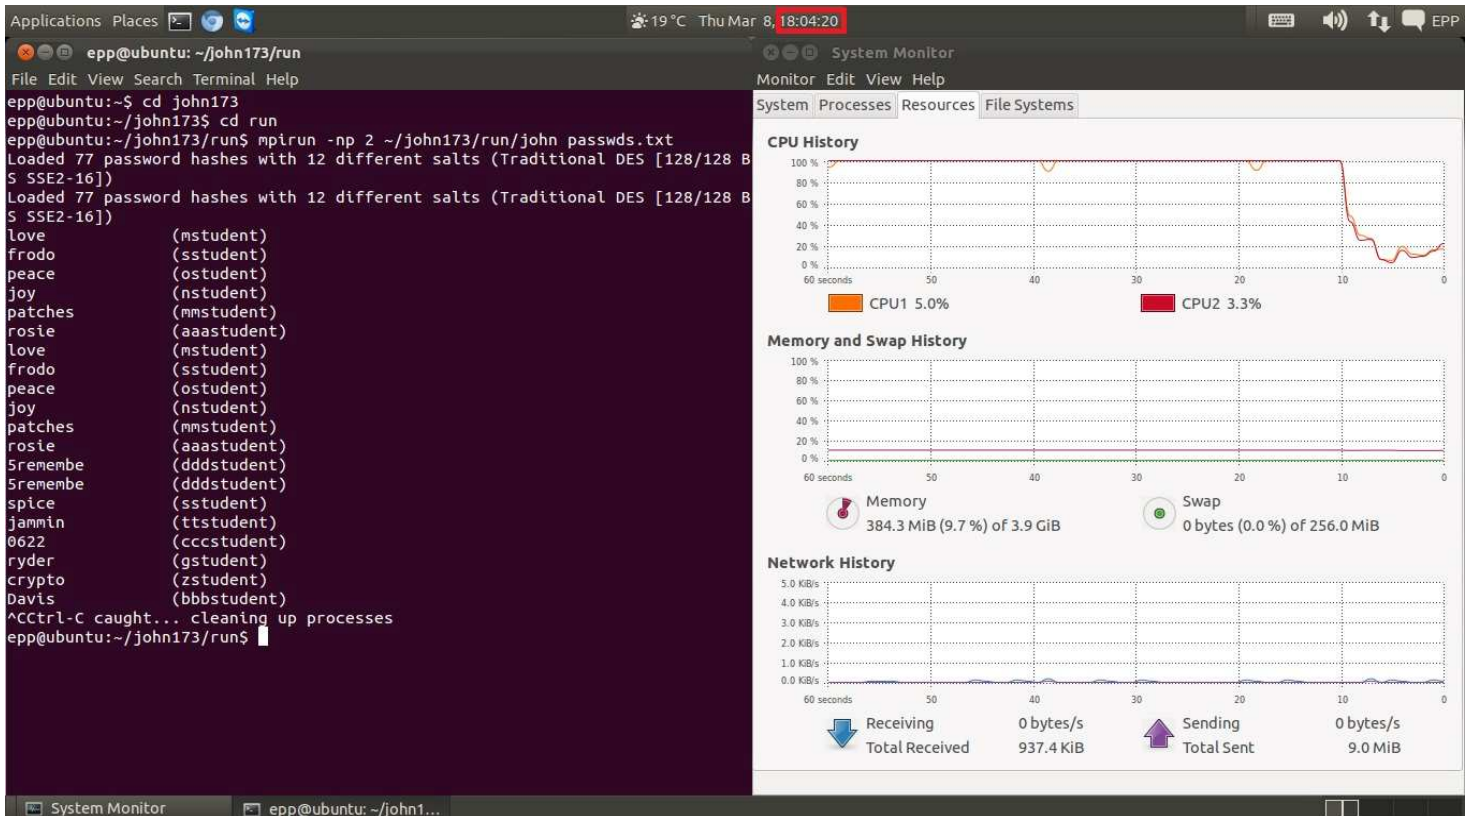 Applications Places 19 °C Thu Mar 8, 18:04:20 EPP
epp@ubuntu: ~/john173/run
File Edit View Search Terminal Help
epp@ubuntu:~$ cd john173
epp@ubuntu:~/john173$ cd run
epp@ubuntu:~/john173/run$ mpirun -np 2 ~/john173/run/john passwds.txt
Loaded 77 password hashes with 12 different salts (Traditional DES [128/128 B
S SSE2-16])
Loaded 77 password hashes with 12 different salts (Traditional DES [128/128 B
S SSE2-16])
love (mstudent)
frodo (sstudent)
peace (ostudent)
joy (nstudent)
patches (mmstudent)
rosie (aaastudent)
love (mstudent)
frodo (sstudent)
peace (ostudent)
joy (nstudent)
patches (mmstudent)
rosie (aaastudent)
5remembe (dddstudent)
5remembe (dddstudent)
spice (sstudent)
jammin (ttstudent)
0622 (cccstudent)
ryder (gstudent)
crypto (zstudent)
Davis (bbbstudent)
^CCtrl-C caught... cleaning up processes
epp@ubuntu:~/john173/run$
System Monitor
Monitor Edit View Help
System Processes Resources File Systems
CPU History
100 %
80 %
60 %
40 %
20 %
0 %
60 seconds 50 40 30 20 10 0
CPU1 5.0% CPU2 3.3%
Memory and Swap History
100 %
80 %
60 %
40 %
20 %
0 %
60 seconds 50 40 30 20 10 0
Memory Swap
384.3 MiB (9.7 %) of 3.9 GiB 0 bytes (0.0 %) of 256.0 MiB
Network History
5.0 KiB/s
4.0 KiB/s
3.0 KiB/s
2.0 KiB/s
1.0 KiB/s
0.0 KiB/s
60 seconds 50 40 30 20 10 0
Receiving 0 bytes/s Sending 0 bytes/s
Total Received 937.4 KiB Total Sent 9.0 MiB
System Monitor epp@ubuntu: ~/john1...